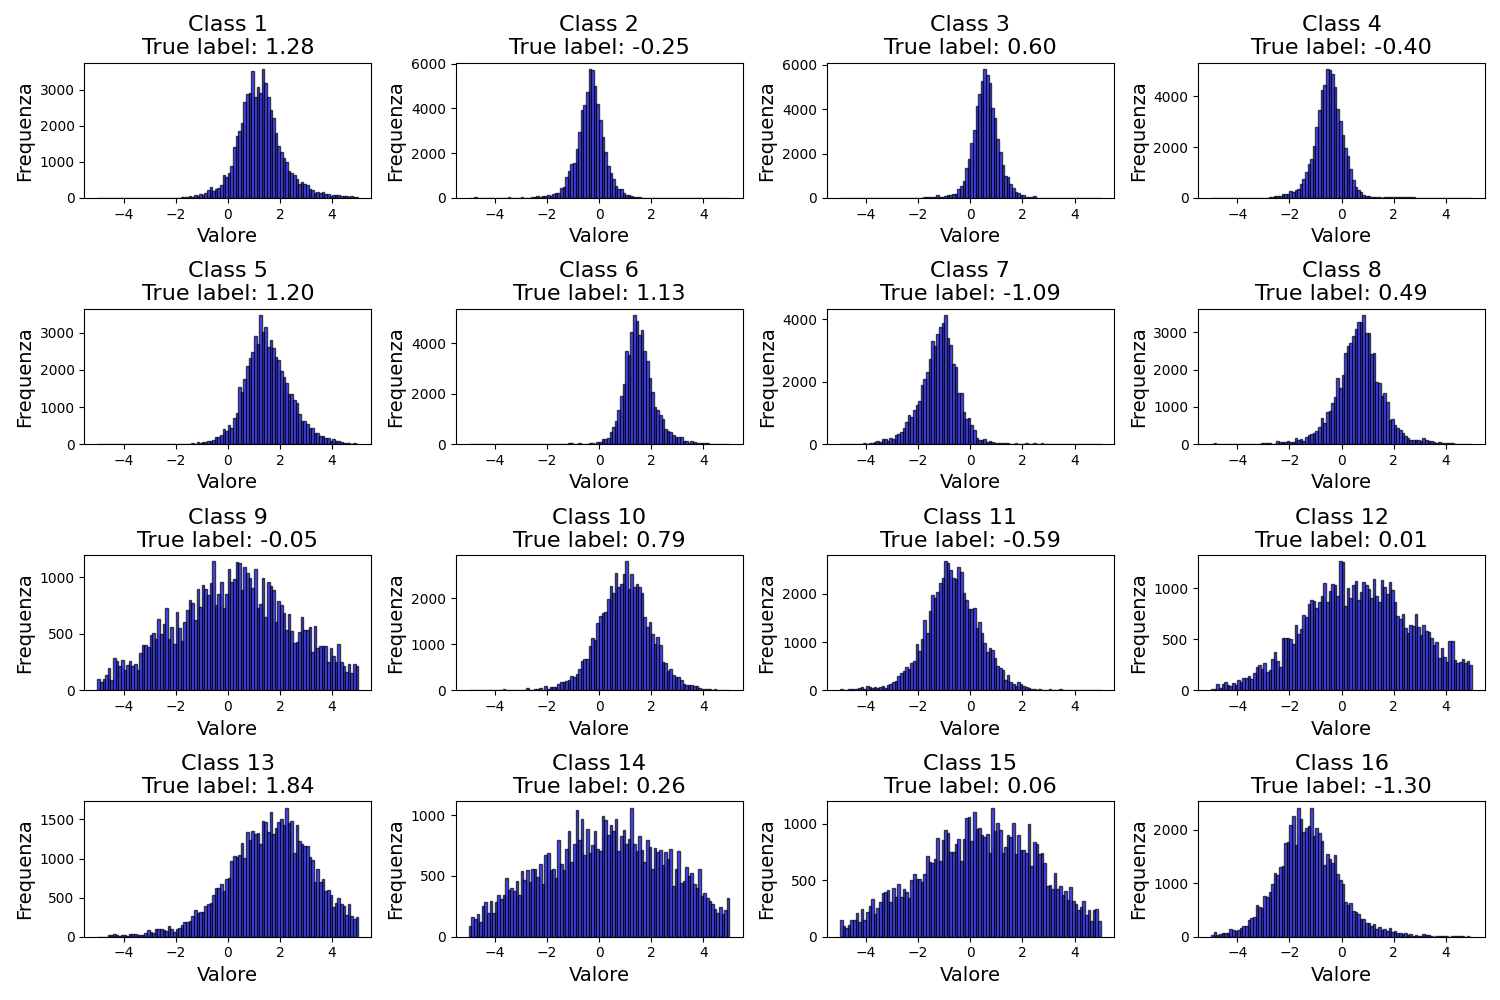 Class 1
True label: 1.28
Frequenza
3000
2000
1000
0
−4 −2 0 2 4
Valore
Class 2
True label: -0.25
Frequenza
6000
4000
2000
0
−4 −2 0 2 4
Valore
Class 3
True label: 0.60
Frequenza
6000
4000
2000
0
−4 −2 0 2 4
Valore
Class 4
True label: -0.40
Frequenza
4000
2000
0
−4 −2 0 2 4
Valore
Class 5
True label: 1.20
Frequenza
3000
2000
1000
0
−4 −2 0 2 4
Valore
Class 6
True label: 1.13
Frequenza
4000
2000
0
−4 −2 0 2 4
Valore
Class 7
True label: -1.09
Frequenza
4000
2000
0
−4 −2 0 2 4
Valore
Class 8
True label: 0.49
Frequenza
3000
2000
1000
0
−4 −2 0 2 4
Valore
Class 9
True label: -0.05
Frequenza
1000
500
0
−4 −2 0 2 4
Valore
Class 10
True label: 0.79
Frequenza
2000
1000
0
−4 −2 0 2 4
Valore
Class 11
True label: -0.59
Frequenza
2000
1000
0
−4 −2 0 2 4
Valore
Class 12
True label: 0.01
Frequenza
1000
500
0
−4 −2 0 2 4
Valore
Class 13
True label: 1.84
Frequenza
1500
1000
500
0
−4 −2 0 2 4
Valore
Class 14
True label: 0.26
Frequenza
1000
500
0
−4 −2 0 2 4
Valore
Class 15
True label: 0.06
Frequenza
1000
500
0
−4 −2 0 2 4
Valore
Class 16
True label: -1.30
Frequenza
2000
1000
0
−4 −2 0 2 4
Valore